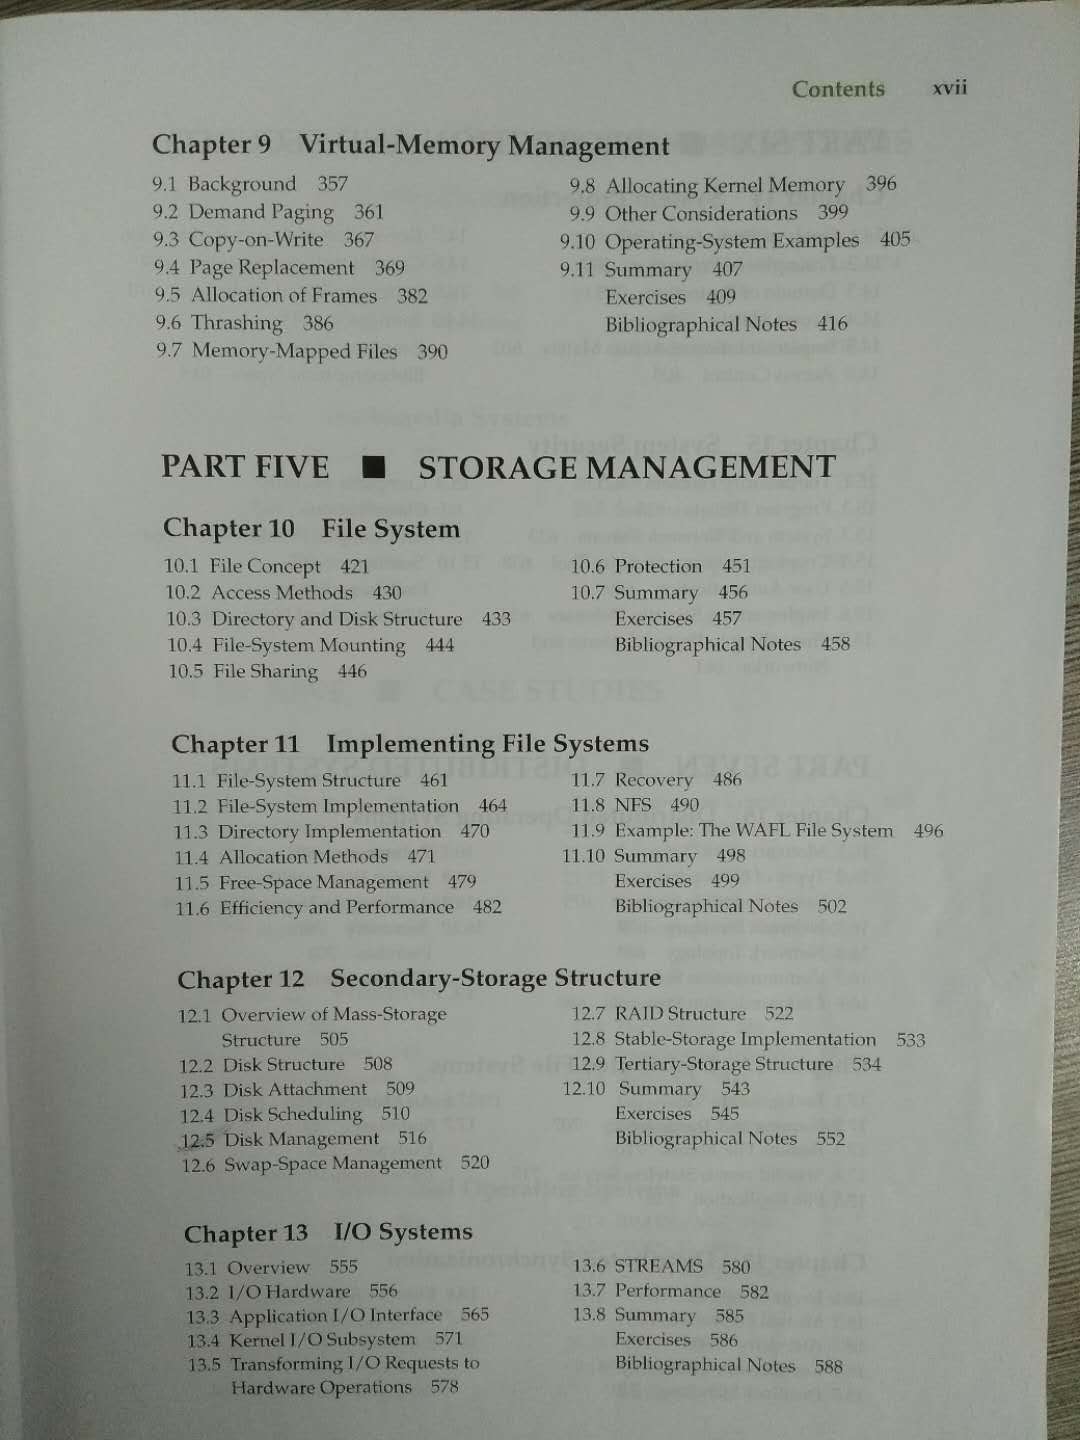 Contents xvii
Chapter 9 Virtual-Memory Management
9.1 Background 357
9.2 Demand Paging 361
9.3 Copy-on-Write 367
9.4 Page Replacement 369
9.5 Allocation of Frames 382
9.6 Thrashing 386
9.7 Memory-Mapped Files 390
9.8 Allocating Kernel Memory 396
9.9 Other Considerations 399
9.10 Operating-System Examples 405
9.11 Summary 407
Exercises 409
Bibliographical Notes 416
PART FIVE ■ STORAGE MANAGEMENT
Chapter 10 File System
10.1 File Concept 421
10.2 Access Methods 430
10.3 Directory and Disk Structure 433
10.4 File-System Mounting 444
10.5 File Sharing 446
10.6 Protection 451
10.7 Summary 456
Exercises 457
Bibliographical Notes 458
Chapter 11 Implementing File Systems
11.1 File-System Structure 461
11.2 File-System Implementation 464
11.3 Directory Implementation 470
11.4 Allocation Methods 471
11.5 Free-Space Management 479
11.6 Efficiency and Performance 482
11.7 Recovery 486
11.8 NFS 490
11.9 Example: The WAFL File System 496
11.10 Summary 498
Exercises 499
Bibliographical Notes 502
Chapter 12 Secondary-Storage Structure
12.1 Overview of Mass-Storage
Structure 505
12.2 Disk Structure 508
12.3 Disk Attachment 509
12.4 Disk Scheduling 510
12.5 Disk Management 516
12.6 Swap-Space Management 520
12.7 RAID Structure 522
12.8 Stable-Storage Implementation 533
12.9 Tertiary-Storage Structure 534
12.10 Summary 543
Exercises 545
Bibliographical Notes 552
Chapter 13 I/O Systems
13.1 Overview 555
13.2 I/O Hardware 556
13.3 Application I/O Interface 565
13.4 Kernel I/O Subsystem 571
13.5 Transforming I/O Requests to
Hardware Operations 578
13.6 STREAMS 580
13.7 Performance 582
13.8 Summary 585
Exercises 586
Bibliographical Notes 588